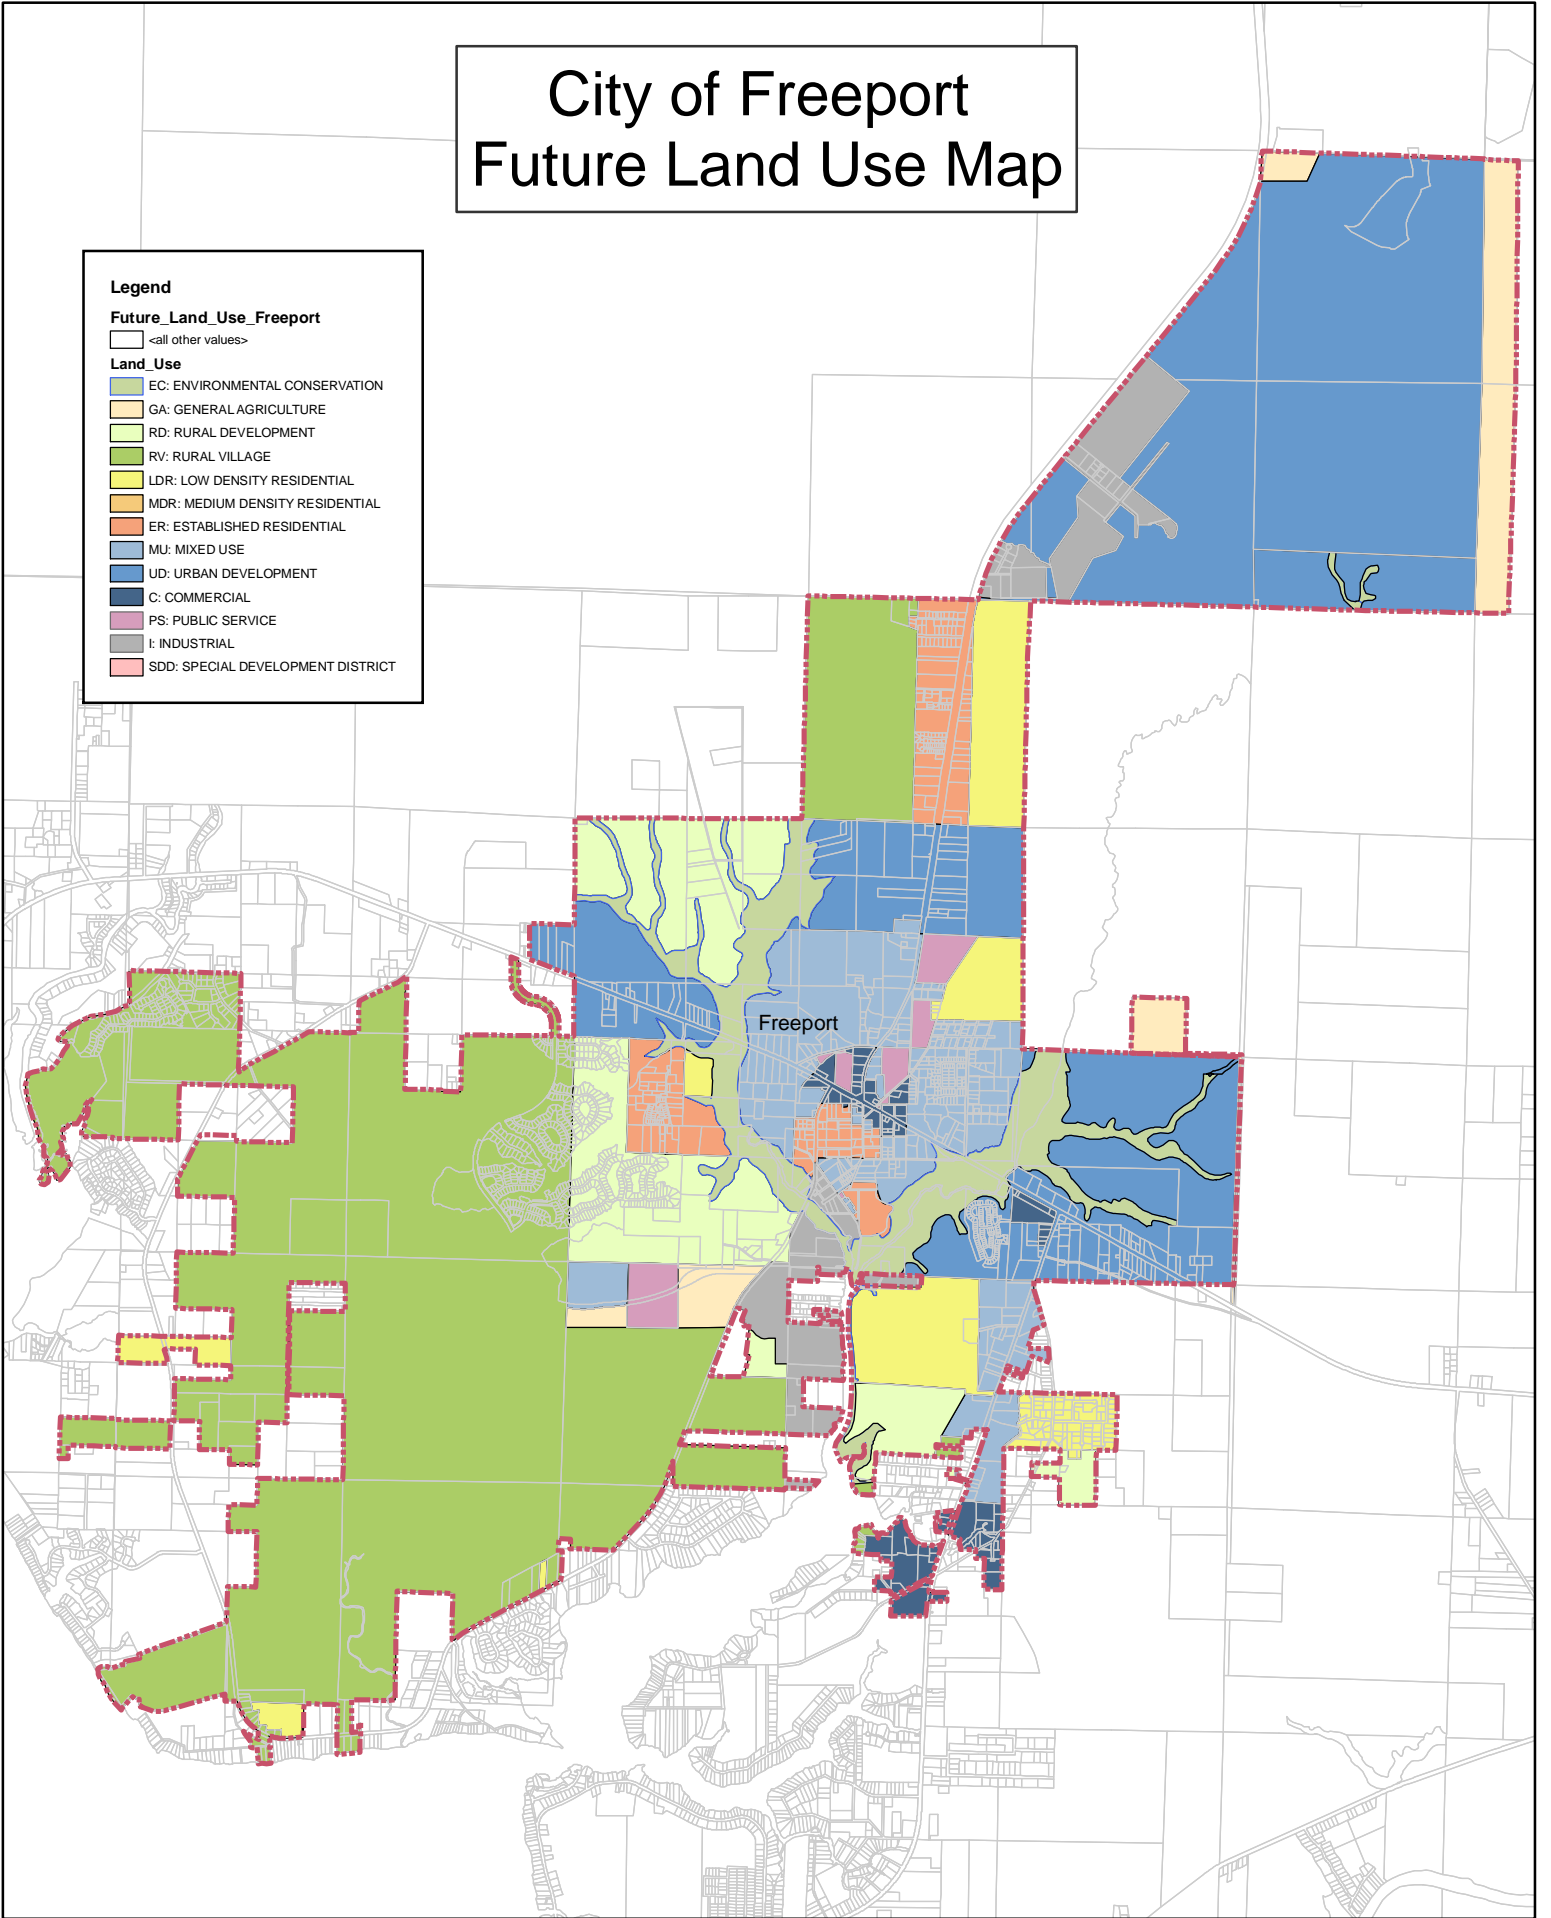 City of Freeport
Future Land Use Map
Legend
Future_Land_Use_Freeport
<all other values>
Land_Use
EC: ENVIRONMENTAL CONSERVATION
GA: GENERAL AGRICULTURE
RD: RURAL DEVELOPMENT
RV: RURAL VILLAGE
LDR: LOW DENSITY RESIDENTIAL
MDR: MEDIUM DENSITY RESIDENTIAL
ER: ESTABLISHED RESIDENTIAL
MU: MIXED USE
UD: URBAN DEVELOPMENT
C: COMMERCIAL
PS: PUBLIC SERVICE
I: INDUSTRIAL
SDD: SPECIAL DEVELOPMENT DISTRICT
Freeport